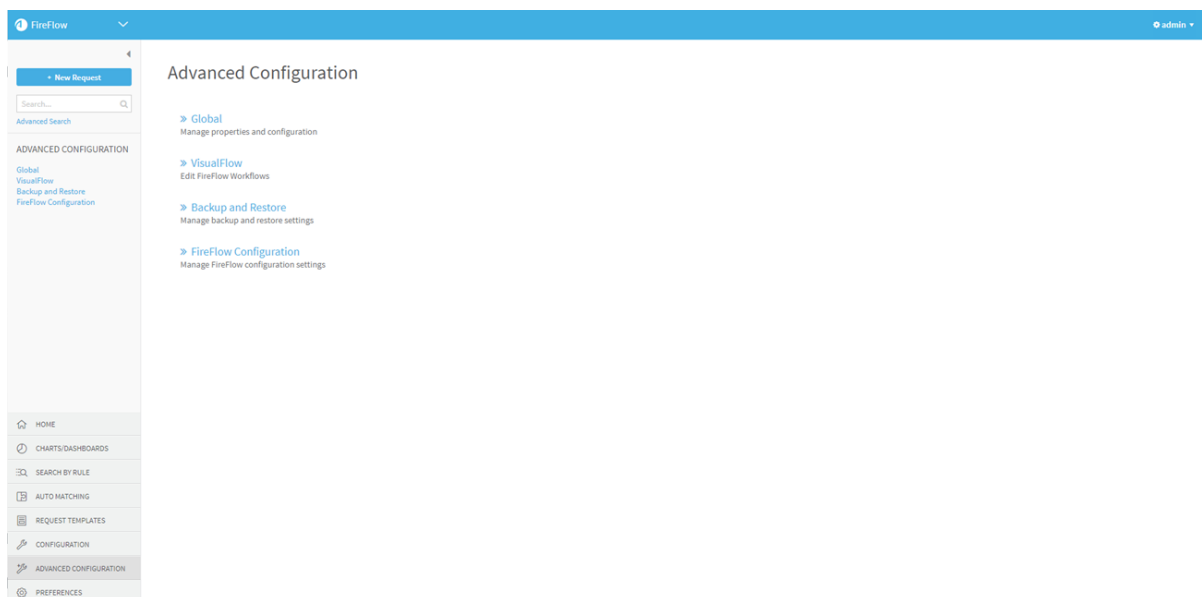 FireFlow
admin
+ New Request
Search...
Advanced Search
ADVANCED CONFIGURATION
Global
VisualFlow
Backup and Restore
FireFlow Configuration
HOME
CHARTS/DASHBOARDS
SEARCH BY RULE
AUTO MATCHING
REQUEST TEMPLATES
CONFIGURATION
ADVANCED CONFIGURATION
PREFERENCES
Advanced Configuration
» Global
Manage properties and configuration
» VisualFlow
Edit FireFlow Workflows
» Backup and Restore
Manage backup and restore settings
» FireFlow Configuration
Manage FireFlow configuration settings